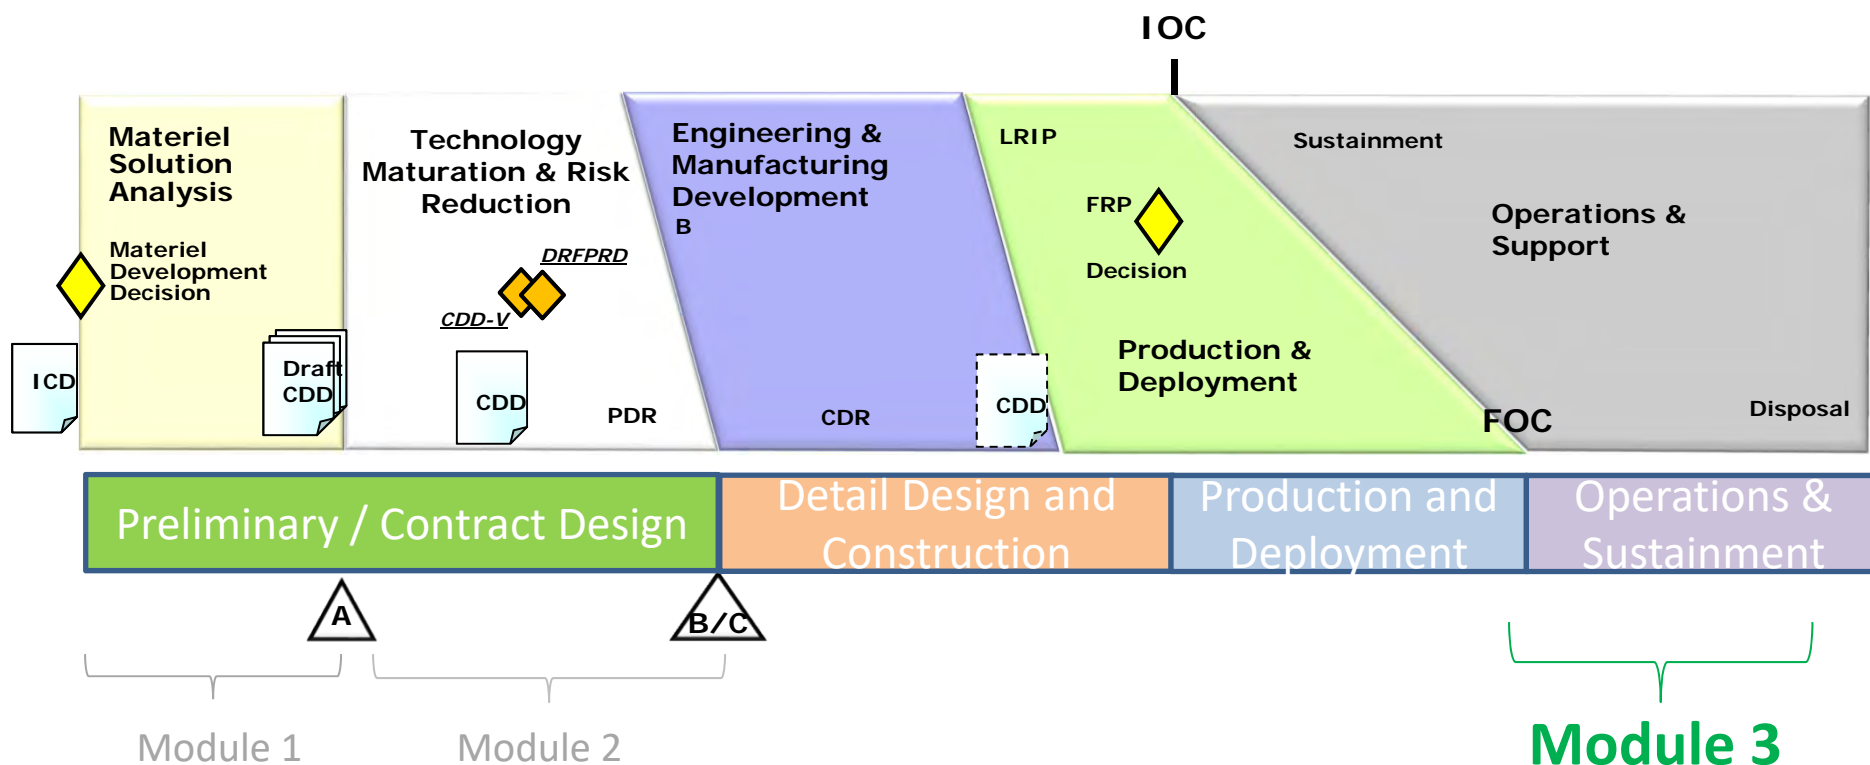 IOC
Materiel
Solution
Analysis
Materiel
Development
Decision
ICD
Draft
CDD
Technology
Maturation & Risk
Reduction
DRFPRD
CDD-V
CDD
PDR
Engineering &
Manufacturing
Development
B
CDR
CDD
LRIP
FRP
Decision
Production &
Deployment
FOC
Sustainment
Operations &
Support
Disposal
Preliminary / Contract Design
Detail Design and
Construction
Production and
Deployment
Operations &
Sustainment
A
B/C
Module 1
Module 2
Module 3